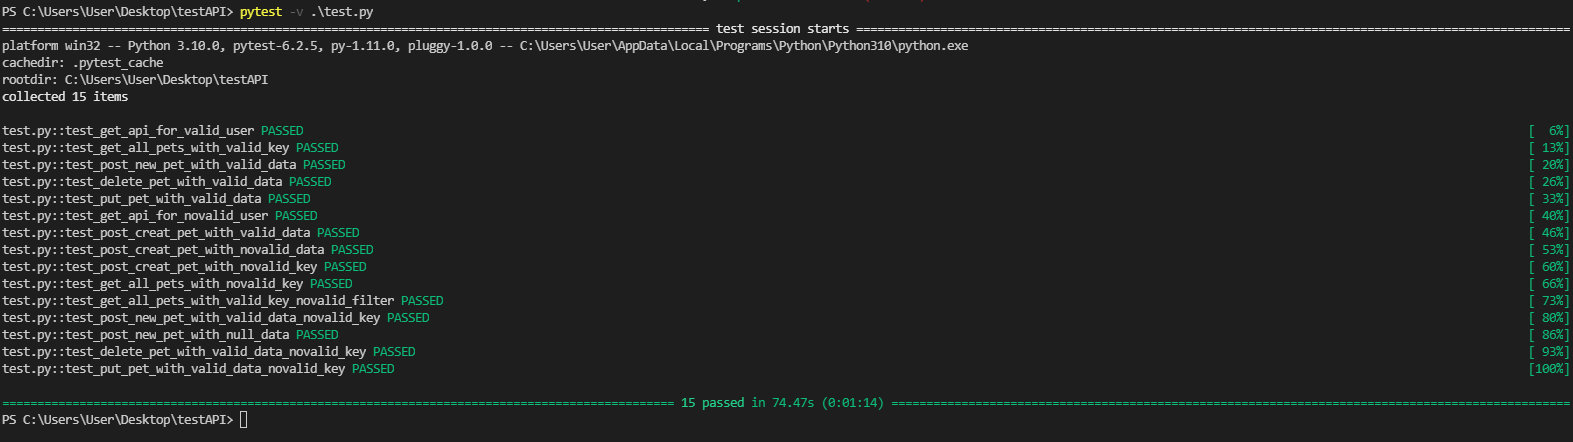 PS C:\Users\User\Desktop\testAPI> pytest -v .\test.py
============================== test session starts ==============================
platform win32 -- Python 3.10.0, pytest-6.2.5, py-1.11.0, pluggy-1.0.0 -- C:\Users\User\AppData\Local\Programs\Python\Python310\python.exe
cachedir: .pytest_cache
rootdir: C:\Users\User\Desktop\testAPI
collected 15 items
test.py::test_get_api_for_valid_user PASSED [  6%]
test.py::test_get_all_pets_with_valid_key PASSED [ 13%]
test.py::test_post_new_pet_with_valid_data PASSED [ 20%]
test.py::test_delete_pet_with_valid_data PASSED [ 26%]
test.py::test_put_pet_with_valid_data PASSED [ 33%]
test.py::test_get_api_for_novalid_user PASSED [ 40%]
test.py::test_post_creat_pet_with_valid_data PASSED [ 46%]
test.py::test_post_creat_pet_with_novalid_data PASSED [ 53%]
test.py::test_post_creat_pet_with_novalid_key PASSED [ 60%]
test.py::test_get_all_pets_with_novalid_key PASSED [ 66%]
test.py::test_get_all_pets_with_valid_key_novalid_filter PASSED [ 73%]
test.py::test_post_new_pet_with_valid_data_novalid_key PASSED [ 80%]
test.py::test_post_new_pet_with_null_data PASSED [ 86%]
test.py::test_delete_pet_with_valid_data_novalid_key PASSED [ 93%]
test.py::test_put_pet_with_valid_data_novalid_key PASSED [100%]
============================== 15 passed in 74.47s (0:01:14) ==============================
PS C:\Users\User\Desktop\testAPI>